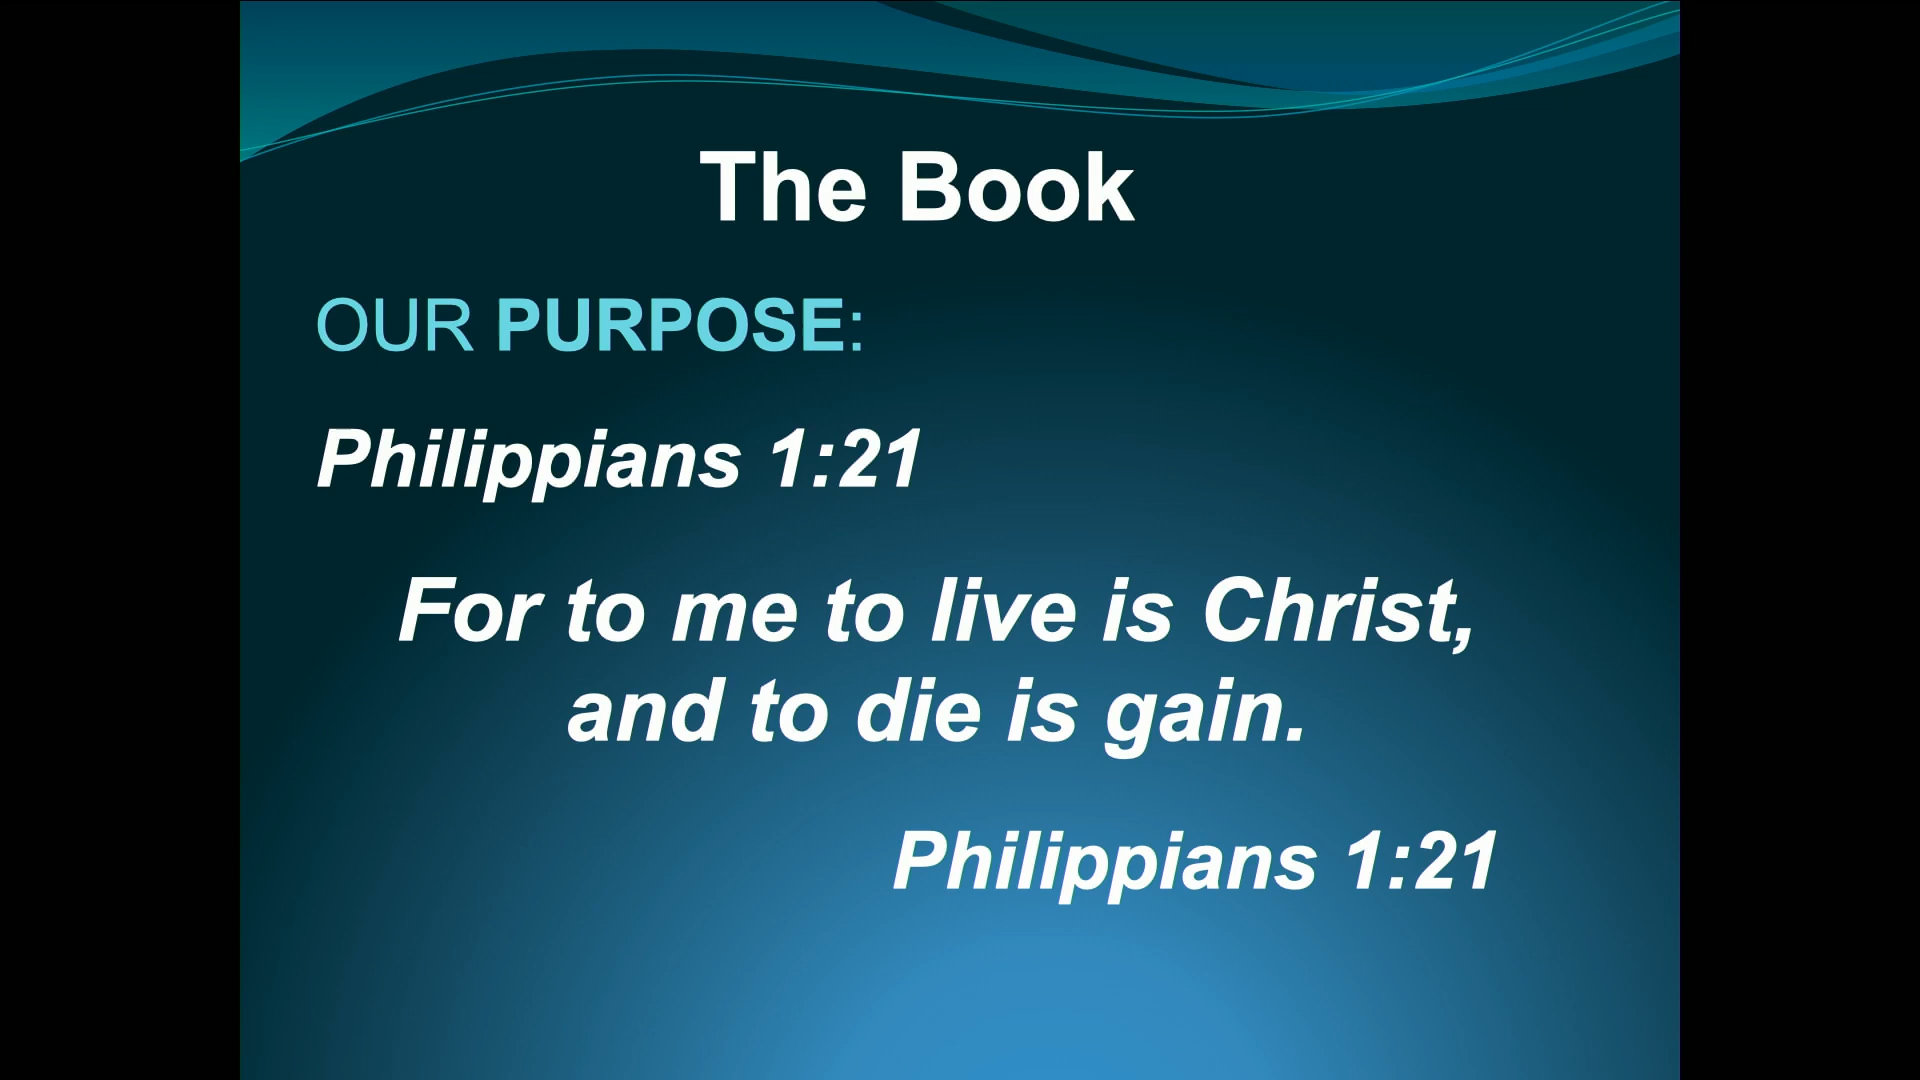 The Book
OUR PURPOSE:
Philippians 1:21
For to me to live is Christ,
and to die is gain.
Philippians 1:21